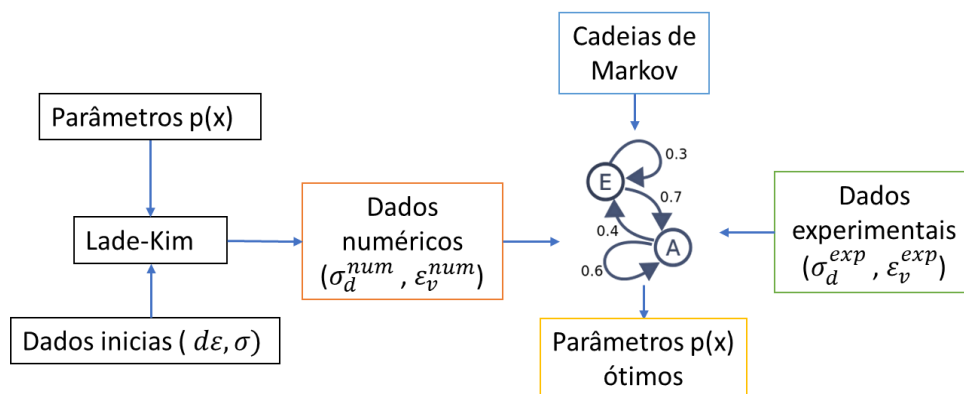 Cadeias de
Markov
Parâmetros p(x)
0.3
E
0.7
Lade-Kim
Dados
numéricos
(σ_d^{num} , ε_v^{num})
0.4
A
0.6
Dados
experimentais
(σ_d^{exp} , ε_v^{exp})
Dados inicias ( dε, σ)
Parâmetros p(x)
ótimos